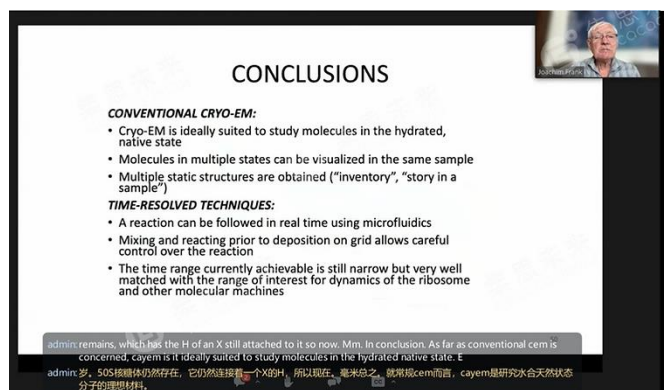 Joachim Frank
CONCLUSIONS
CONVENTIONAL CRYO-EM:
• Cryo-EM is ideally suited to study molecules in the hydrated,
native state
• Molecules in multiple states can be visualized in the same sample
• Multiple static structures are obtained (“inventory”, “story in a
sample”)
TIME-RESOLVED TECHNIQUES:
• A reaction can be followed in real time using microfluidics
• Mixing and reacting prior to deposition on grid allows careful
control over the reaction
• The time range currently achievable is still narrow but very well
matched with the range of interest for dynamics of the ribosome
and other molecular machines
admin: remains, which has the H of an X still attached to it so now. Mm. In conclusion. As far as conventional cem is
concerned, cayem is it ideally suited to study molecules in the hydrated native state. E
admin: 岁。50S核糖体仍然存在，它仍然连接着一个X的H，所以现在。毫米总之。就常规cem而言，cayem是研究水合天然状态
分子的理想材料。